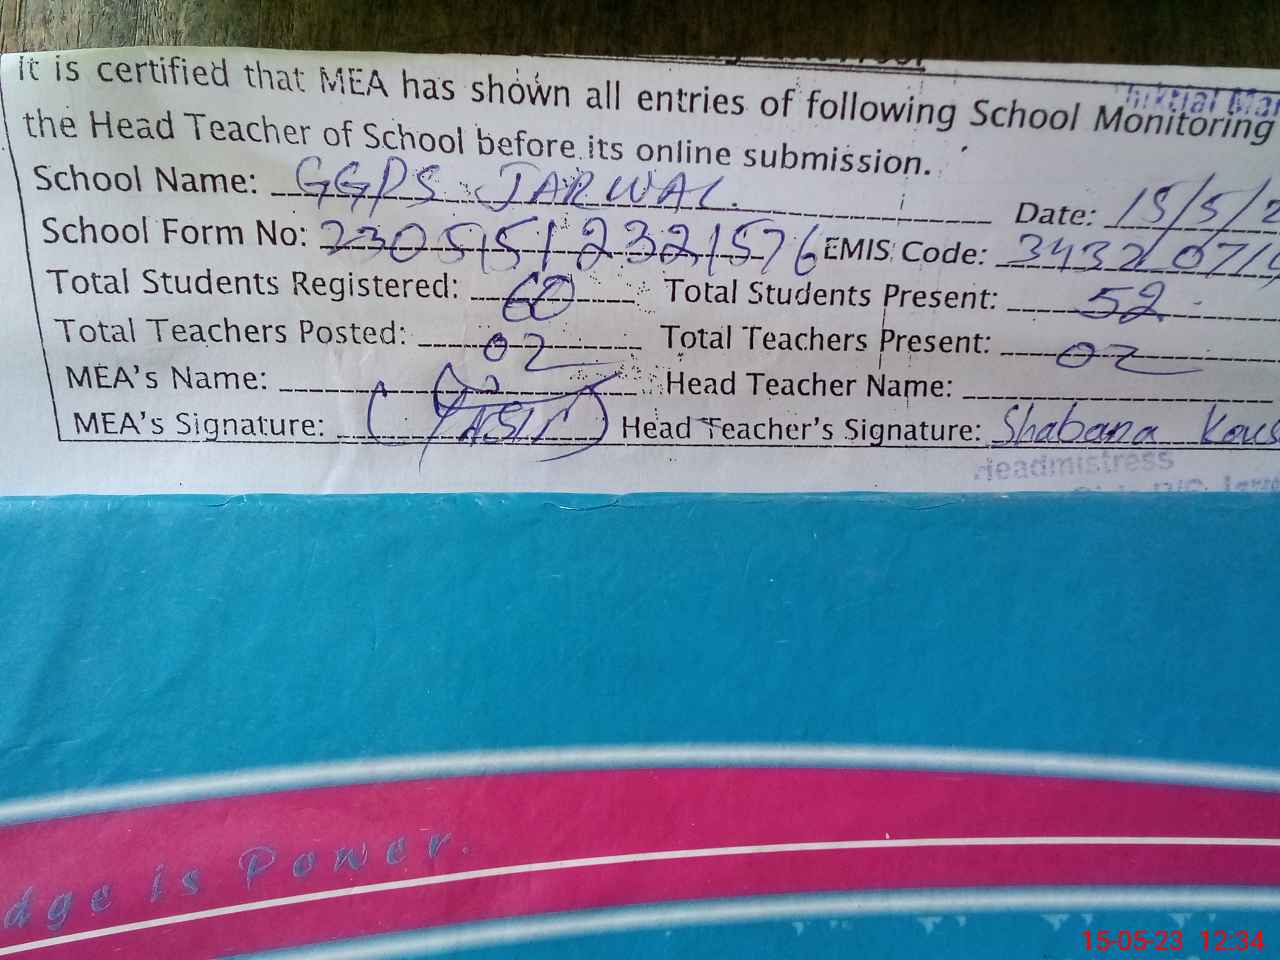 it is certified that MEA has shown all entries of following School Monitoring
the Head Teacher of School before its online submission.
School Name: GGPS JARWAL. Date: 15/5/2
School Form No: 23051512321576 EMIS Code: 3432071
Total Students Registered: 60 Total Students Present: 52
Total Teachers Posted: 02 Total Teachers Present: 02
MEA's Name: Head Teacher Name:
MEA's Signature: (YASIR) Head Teacher's Signature: Shabana Kous
Headmistress
dge is Power.
15-05-23 12:34